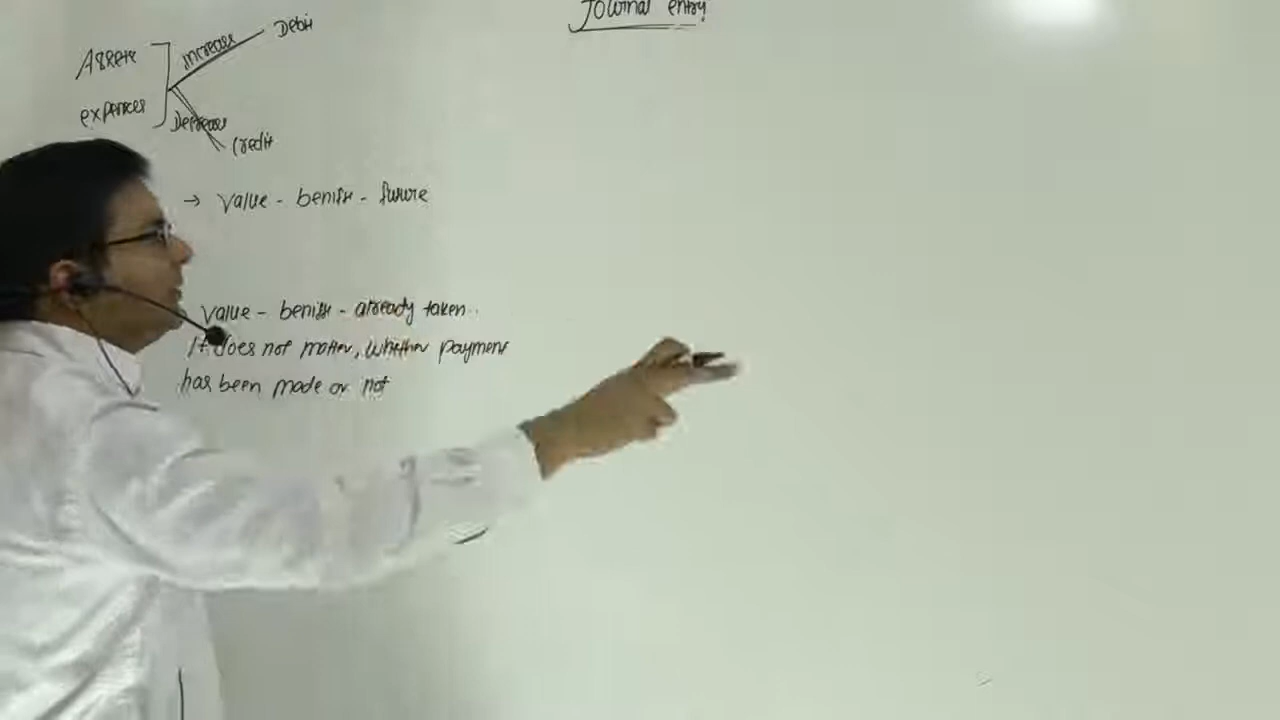 Journal entry
Assets
expences
increase
Debit
Decrease
Credit
→ value - benifit - future
value - benifit - already taken.
It does not matter, whether payment
has been made or not